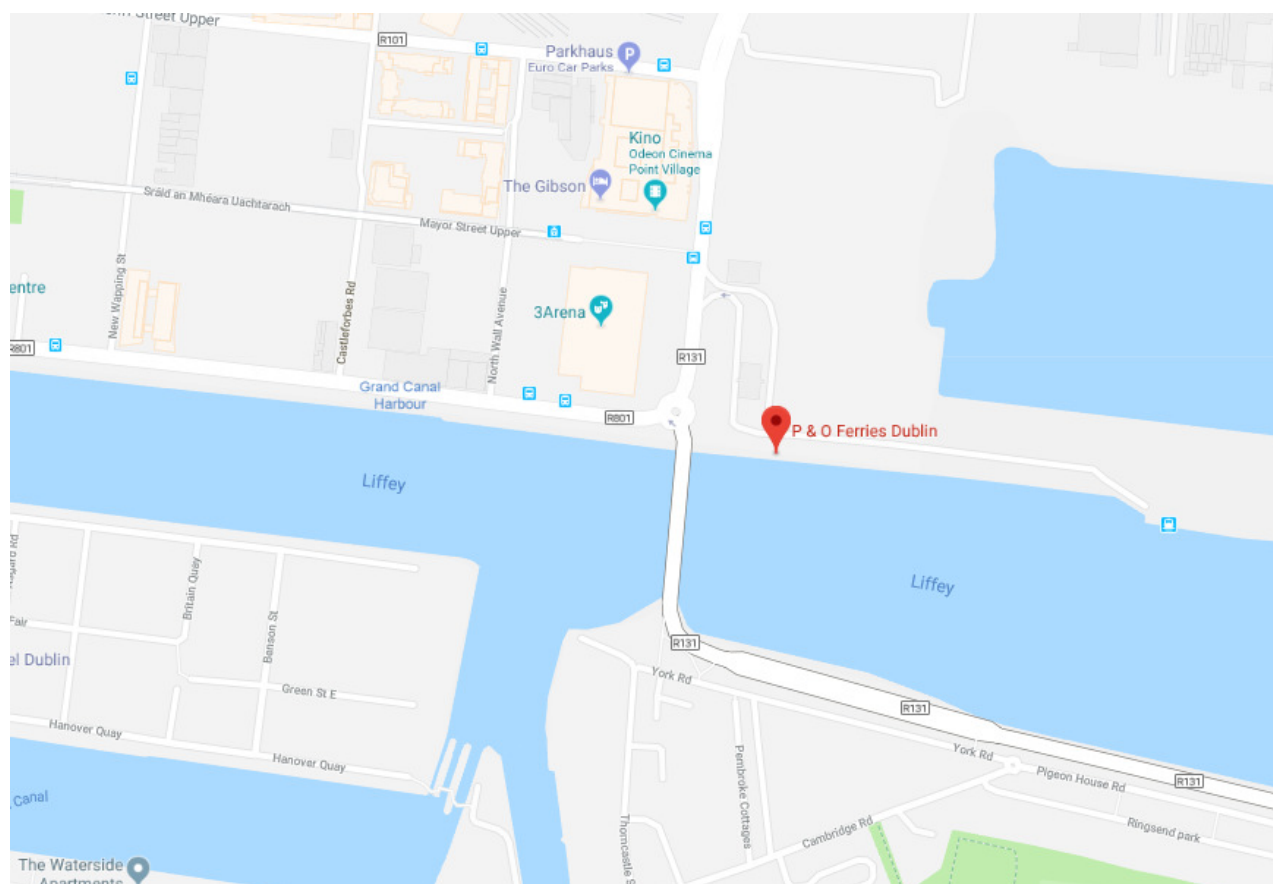 Street Upper
R101
Parkhaus
Euro Car Parks
Kino
Odeon Cinema
Point Village
The Gibson
Sráid an Mhéara Uachtarach
Mayor Street Upper
New Wapping St
Castleforbes Rd
North Wall Avenue
entre
3Arena
R801
R131
Grand Canal
Harbour
R801
P & O Ferries Dublin
Liffey
Liffey
Britain Quay
Benson St
Fair
el Dublin
Green St E
R131
York Rd
Hanover Quay
Hanover Quay
R131
York Rd
Pigeon House Rd
R131
Pembroke Cottages
Thorncastle S
Cambridge Rd
Ringsend park
Canal
The Waterside
Apartments